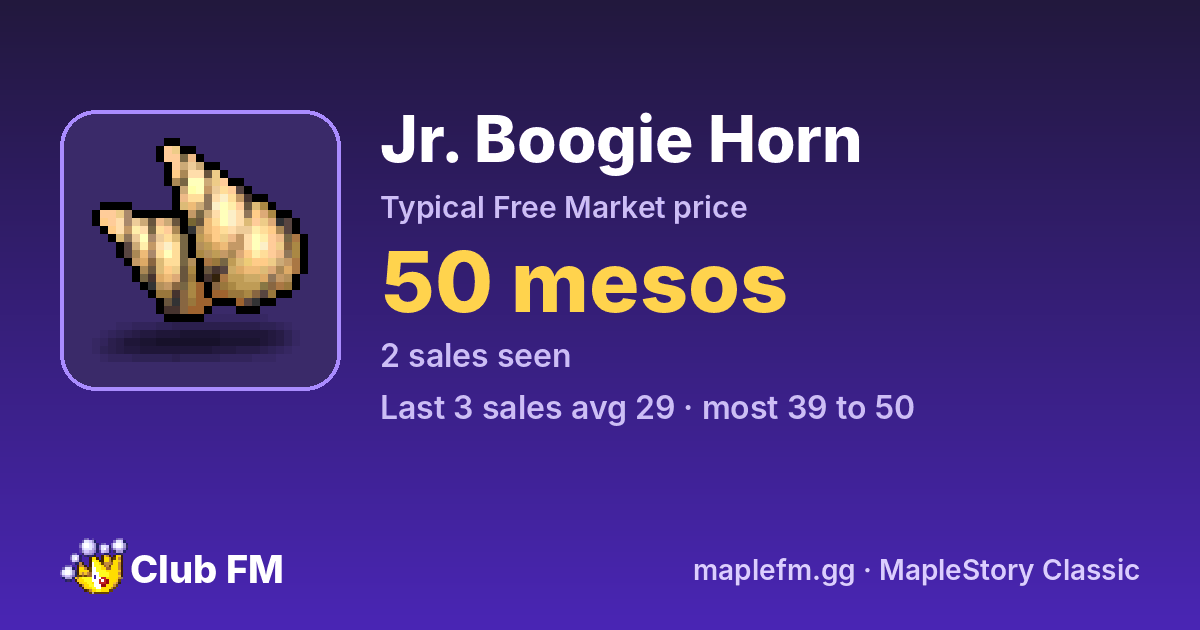 Jr. Boogie Horn
Typical Free Market price
50 mesos
2 sales seen
Last 3 sales avg 29 · most 39 to 50
Club FM
maplefm.gg · MapleStory Classic